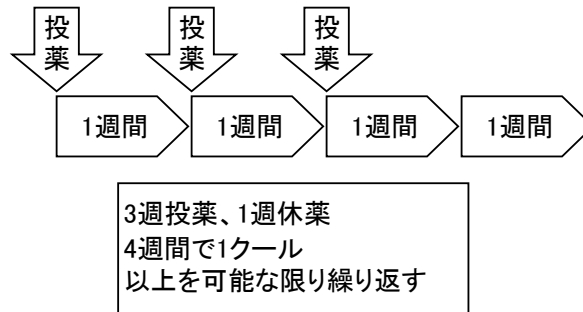 投薬
投薬
投薬
1週間
1週間
1週間
1週間
3週投薬、1週休薬
4週間で1クール
以上を可能な限り繰り返す